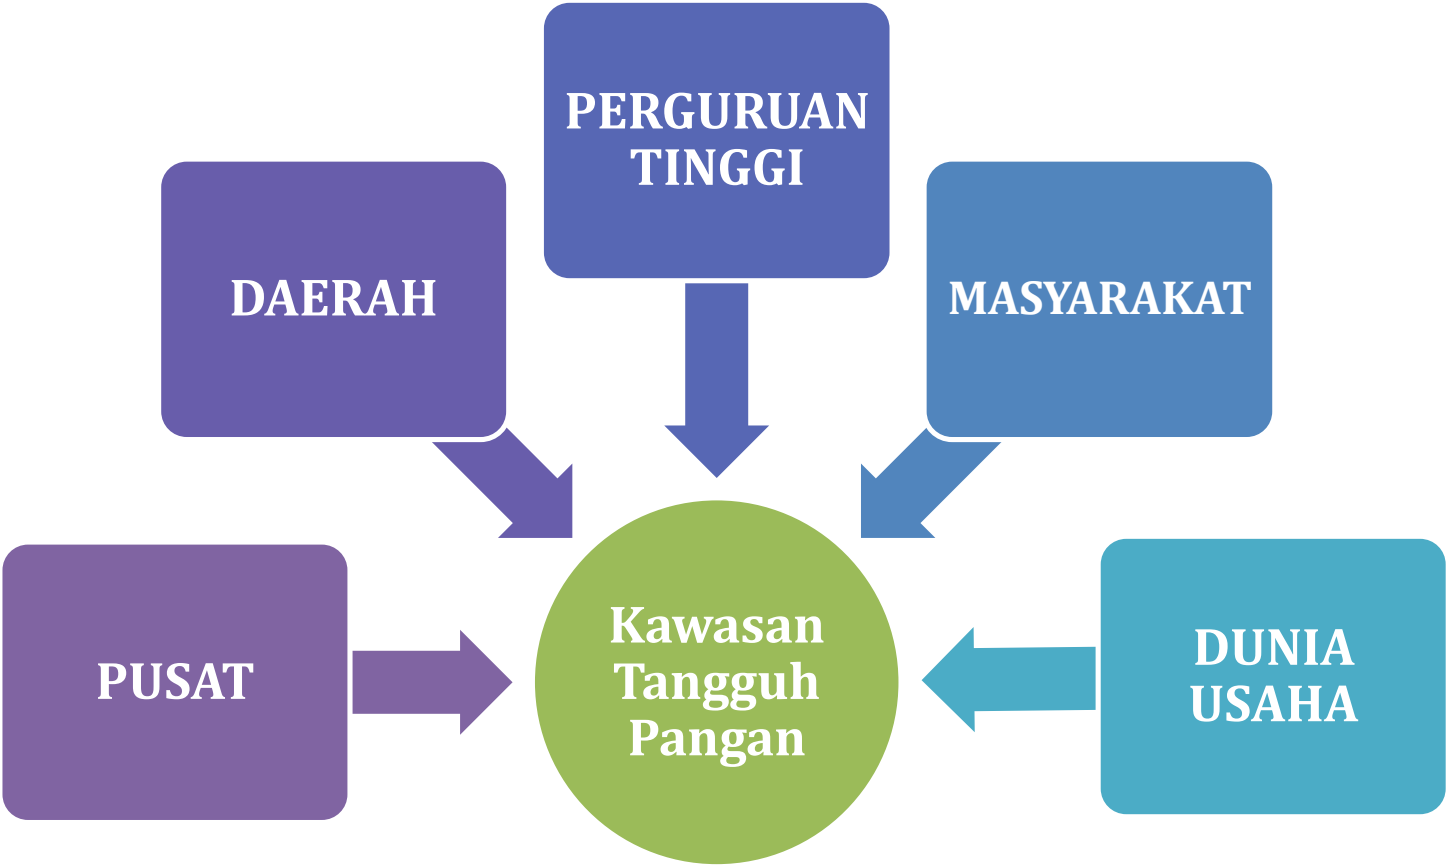 PERGURUAN
TINGGI
DAERAH
MASYARAKAT
PUSAT
Kawasan
Tangguh
Pangan
DUNIA
USAHA